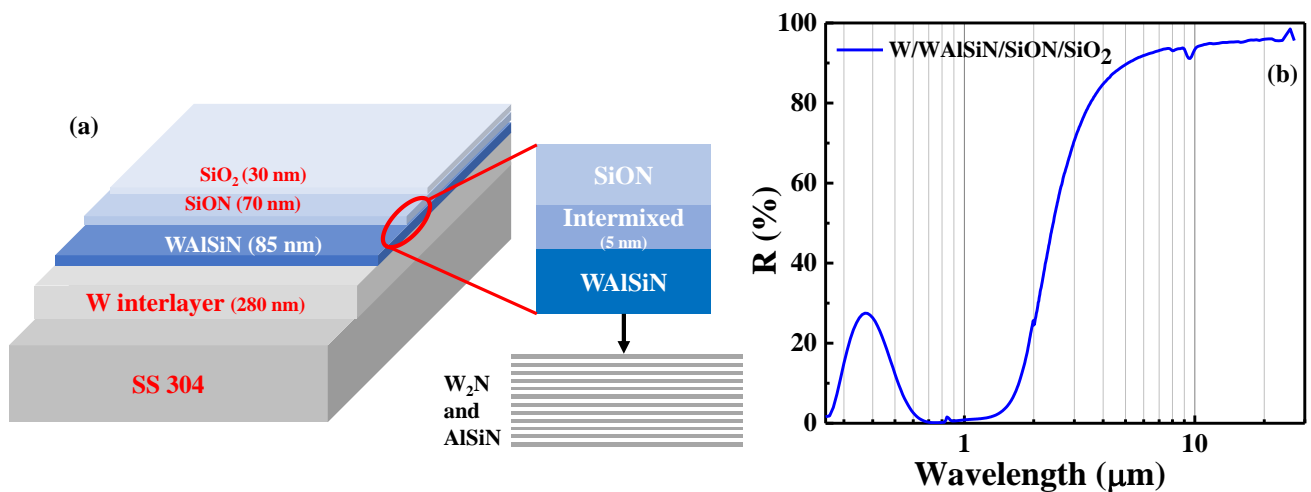 (a)
SiO₂ (30 nm)
SiON (70 nm)
WAlSiN (85 nm)
W interlayer (280 nm)
SS 304
SiON
Intermixed
(5 nm)
WAlSiN
W₂N
and
AlSiN
100
80
60
40
20
0
R (%)
W/WAlSiN/SiON/SiO₂
(b)
1
10
Wavelength (μm)